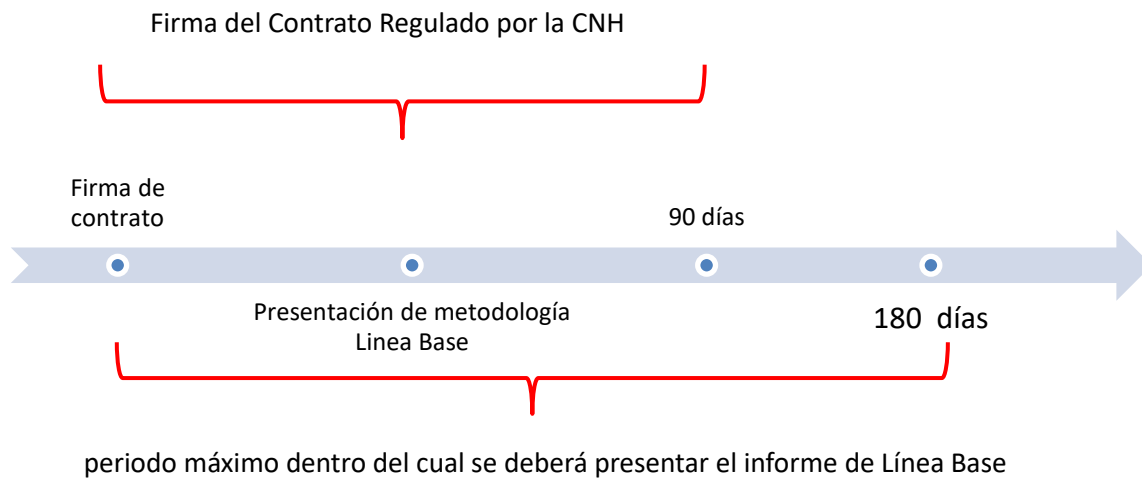 Firma del Contrato Regulado por la CNH
Firma de
contrato
90 días
Presentación de metodología
Linea Base
180 días
periodo máximo dentro del cual se deberá presentar el informe de Línea Base